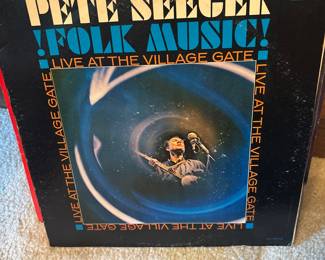 PETE SEEGER
!FOLK MUSIC!
LIVE AT THE VILLAGE GATE
LIVE AT THE VILLAGE GATE
LIVE AT THE VILLAGE GATE
LIVE AT THE VILLAGE GATE